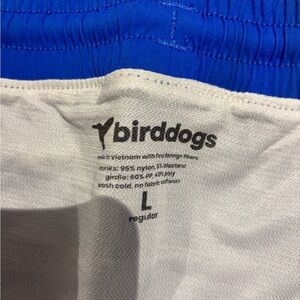 birddogs
made in Vietnam with fine foreign fibers
trunks: 95% nylon, 5% elastane
girdle: 60% PP, 40% poly
wash cold, no fabric softener
L
regular